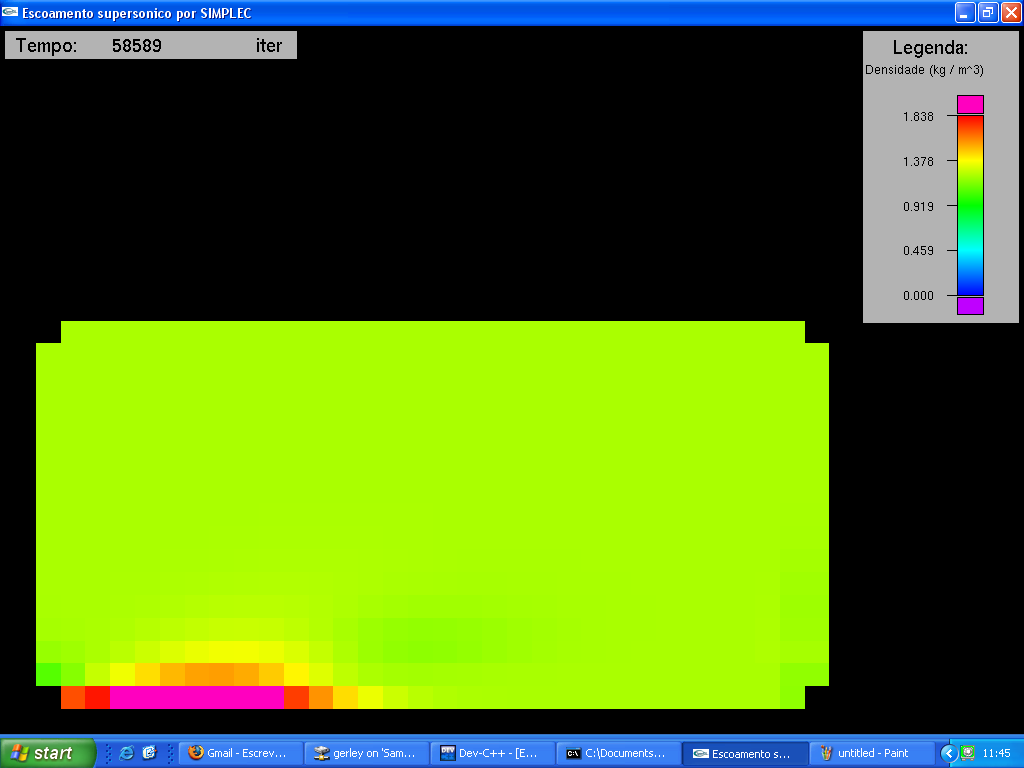 Escoamento supersonico por SIMPLEC
Tempo: 58589 iter
Legenda:
Densidade (kg / m^3)
1.838
1.378
0.919
0.459
0.000
start
Gmail - Escrev...
gerley on 'Sam...
Dev-C++ - [E...
C:\Documents...
Escoamento s...
untitled - Paint
11:45